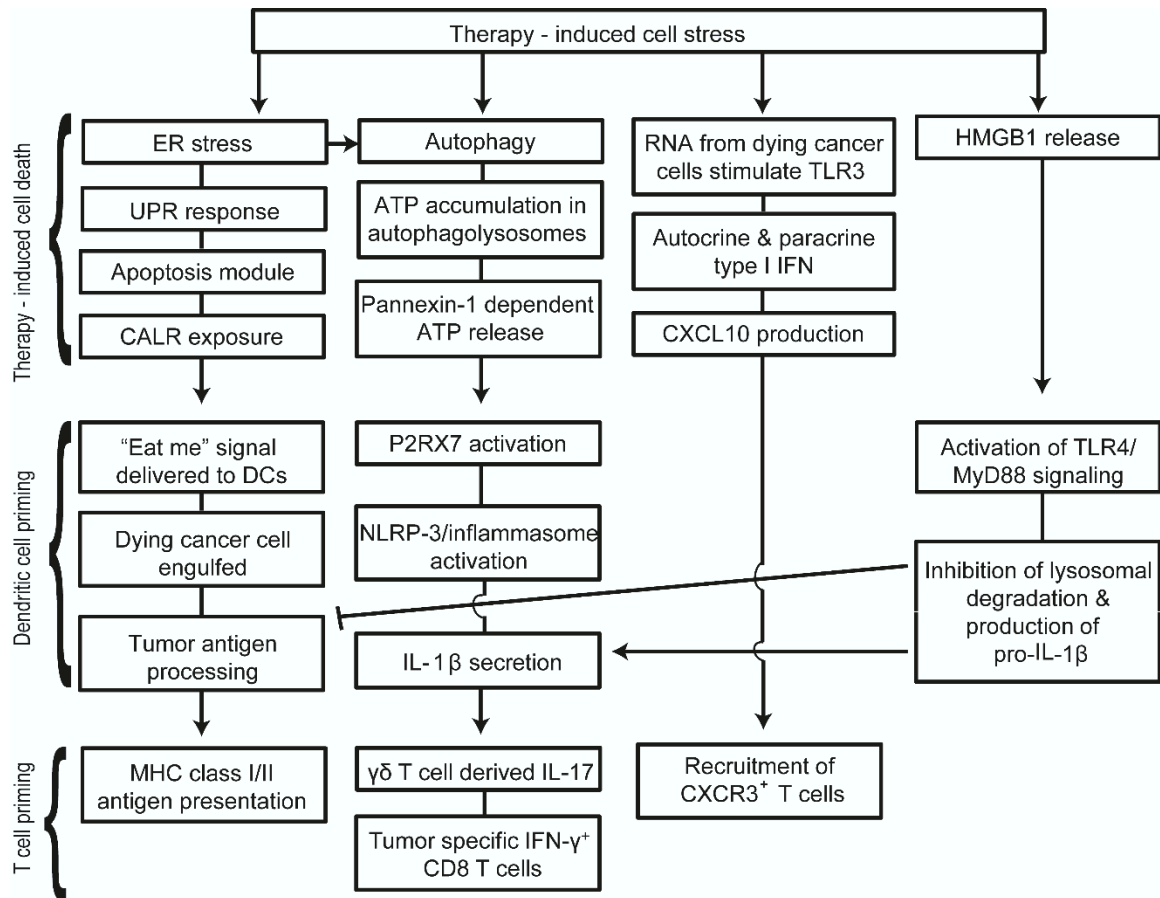 Therapy - induced cell stress
Therapy - induced cell death
ER stress
UPR response
Apoptosis module
CALR exposure
Autophagy
ATP accumulation in
autophagolysosomes
Pannexin-1 dependent
ATP release
RNA from dying cancer
cells stimulate TLR3
Autocrine & paracrine
type I IFN
CXCL10 production
HMGB1 release
Dendritic cell priming
“Eat me” signal
delivered to DCs
Dying cancer cell
engulfed
Tumor antigen
processing
P2RX7 activation
NLRP-3/inflammasome
activation
IL-1β secretion
Activation of TLR4/
MyD88 signaling
Inhibition of lysosomal
degradation &
production of
pro-IL-1β
T cell priming
MHC class I/II
antigen presentation
γδ T cell derived IL-17
Tumor specific IFN-γ⁺
CD8 T cells
Recruitment of
CXCR3⁺ T cells